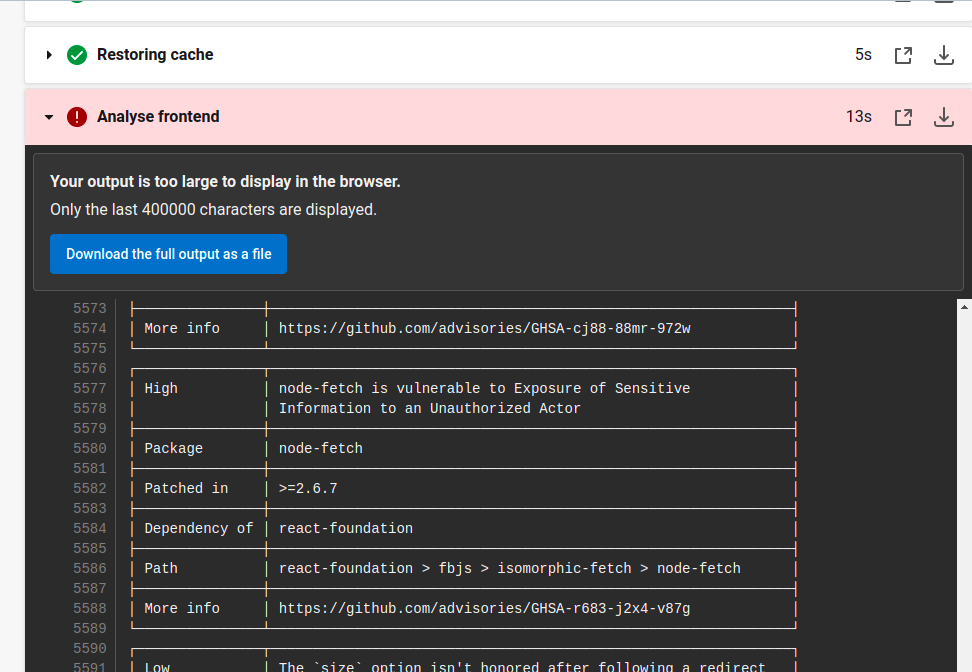 Restoring cache 5s
Analyse frontend 13s
Your output is too large to display in the browser.
Only the last 400000 characters are displayed.
Download the full output as a file
5573
5574 | More info | https://github.com/advisories/GHSA-cj88-88mr-972w |
5575
5576
5577 | High | node-fetch is vulnerable to Exposure of Sensitive |
5578 | | Information to an Unauthorized Actor |
5579
5580 | Package | node-fetch |
5581
5582 | Patched in | >=2.6.7 |
5583
5584 | Dependency of | react-foundation |
5585
5586 | Path | react-foundation > fbjs > isomorphic-fetch > node-fetch |
5587
5588 | More info | https://github.com/advisories/GHSA-r683-j2x4-v87g |
5589
5590
5591 | Low | The `size` option isn't honored after following a redirect |